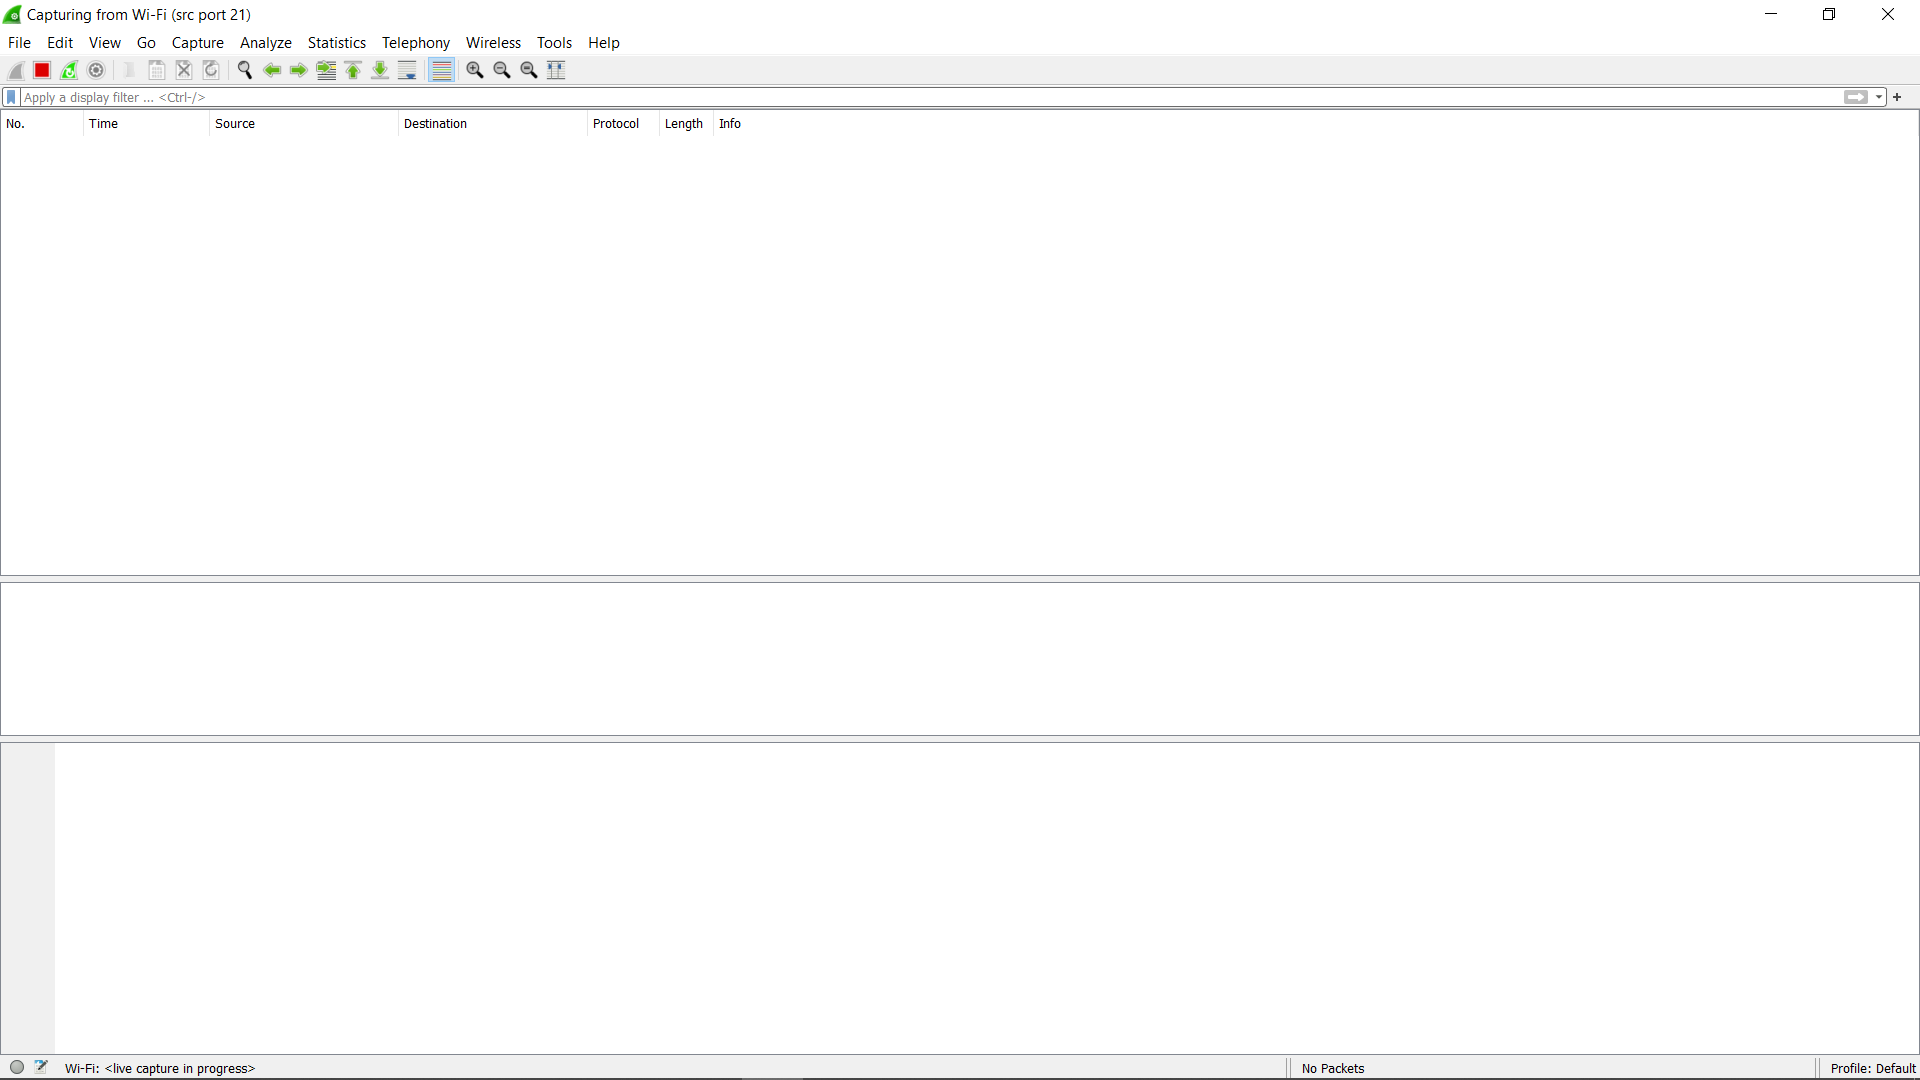 Capturing from Wi-Fi (src port 21)
File Edit View Go Capture Analyze Statistics Telephony Wireless Tools Help
Apply a display filter ... <Ctrl-/>
No. Time Source Destination Protocol Length Info
Wi-Fi: <live capture in progress> No Packets Profile: Default